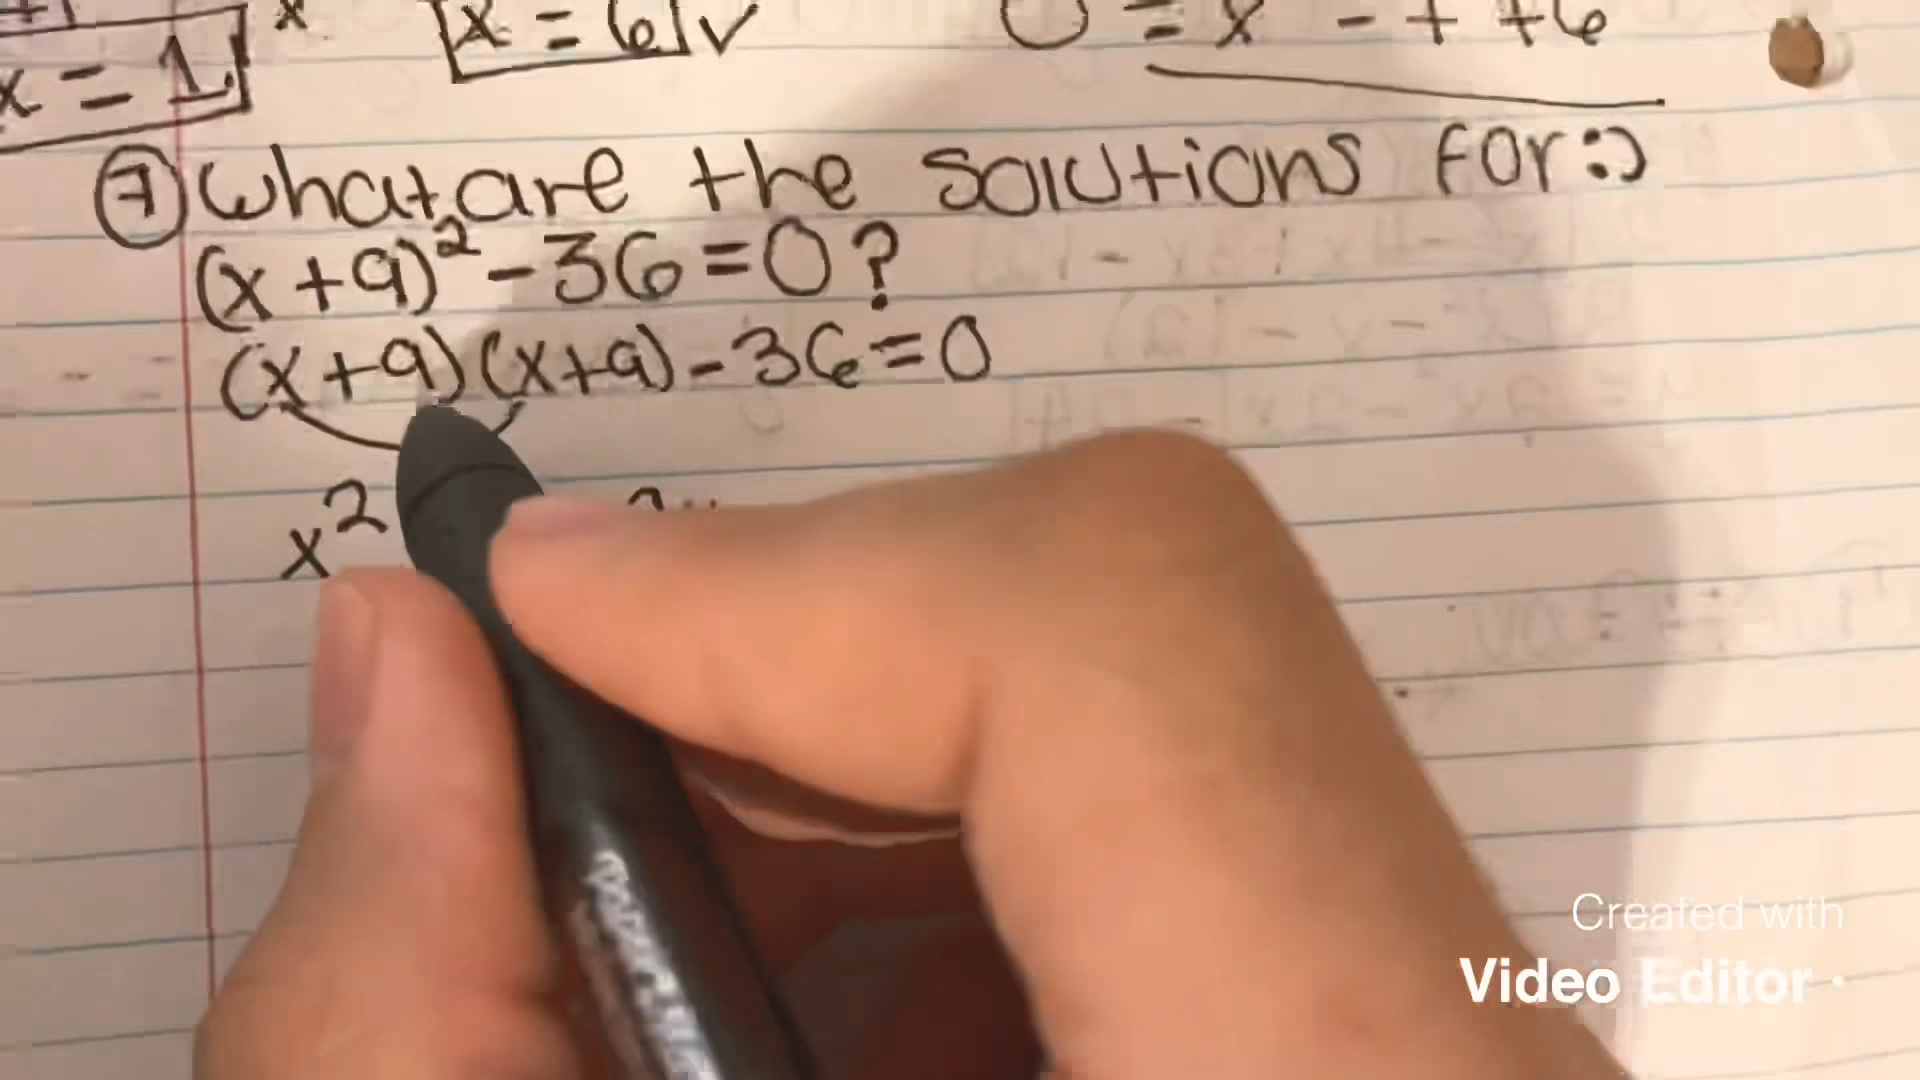 x = 1
x
x = 6
⑦ What are the solutions for:
(x+9)² - 36 = 0?
(x+9)(x+9) - 36 = 0
x²
Created with
Video Editor